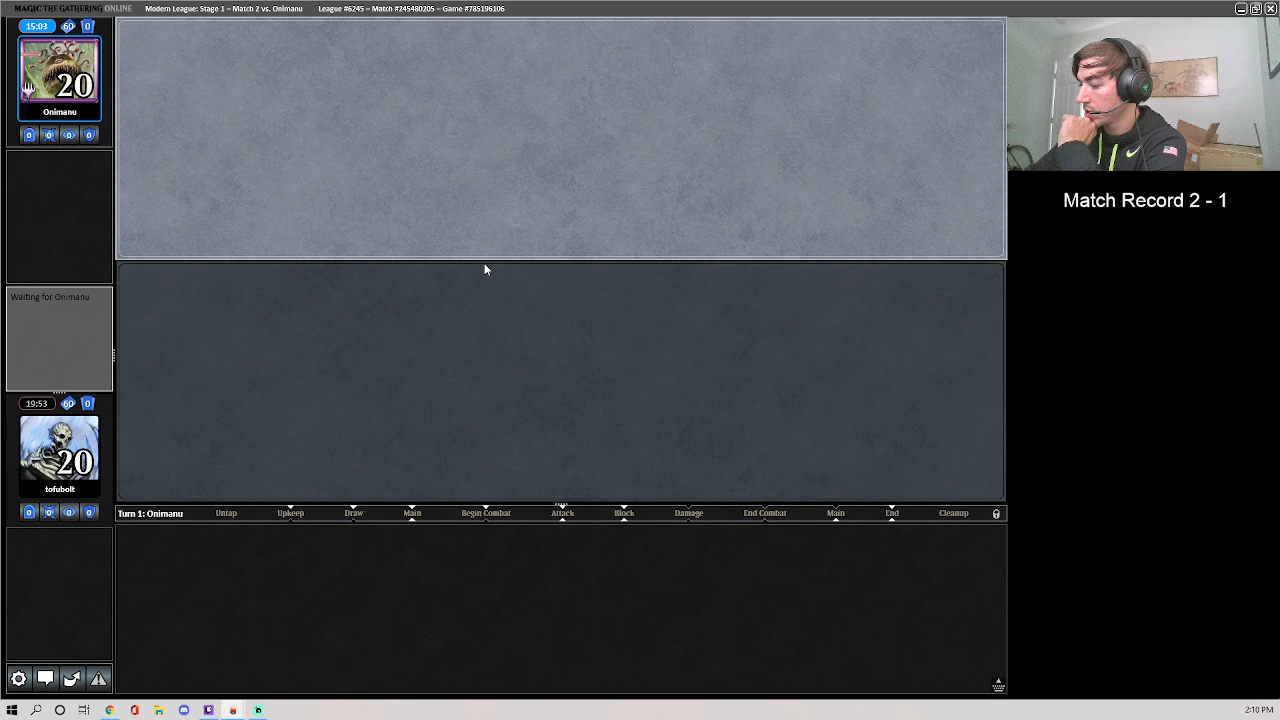 MAGIC THE GATHERING ONLINE Modern League: Stage 1 – Match 2 vs. Onimanu League #6245 – Match #245480205 – Game #785196106
15:03 60 0
20
Onimanu
0 0 0 0
Match Record 2 - 1
Waiting for Onimanu
19:53 60 0
20
tofubolt
0 0 0 0
Turn 1: Onimanu Untap Upkeep Draw Main Begin Combat Attack Block Damage End Combat Main End Cleanup
2:10 PM